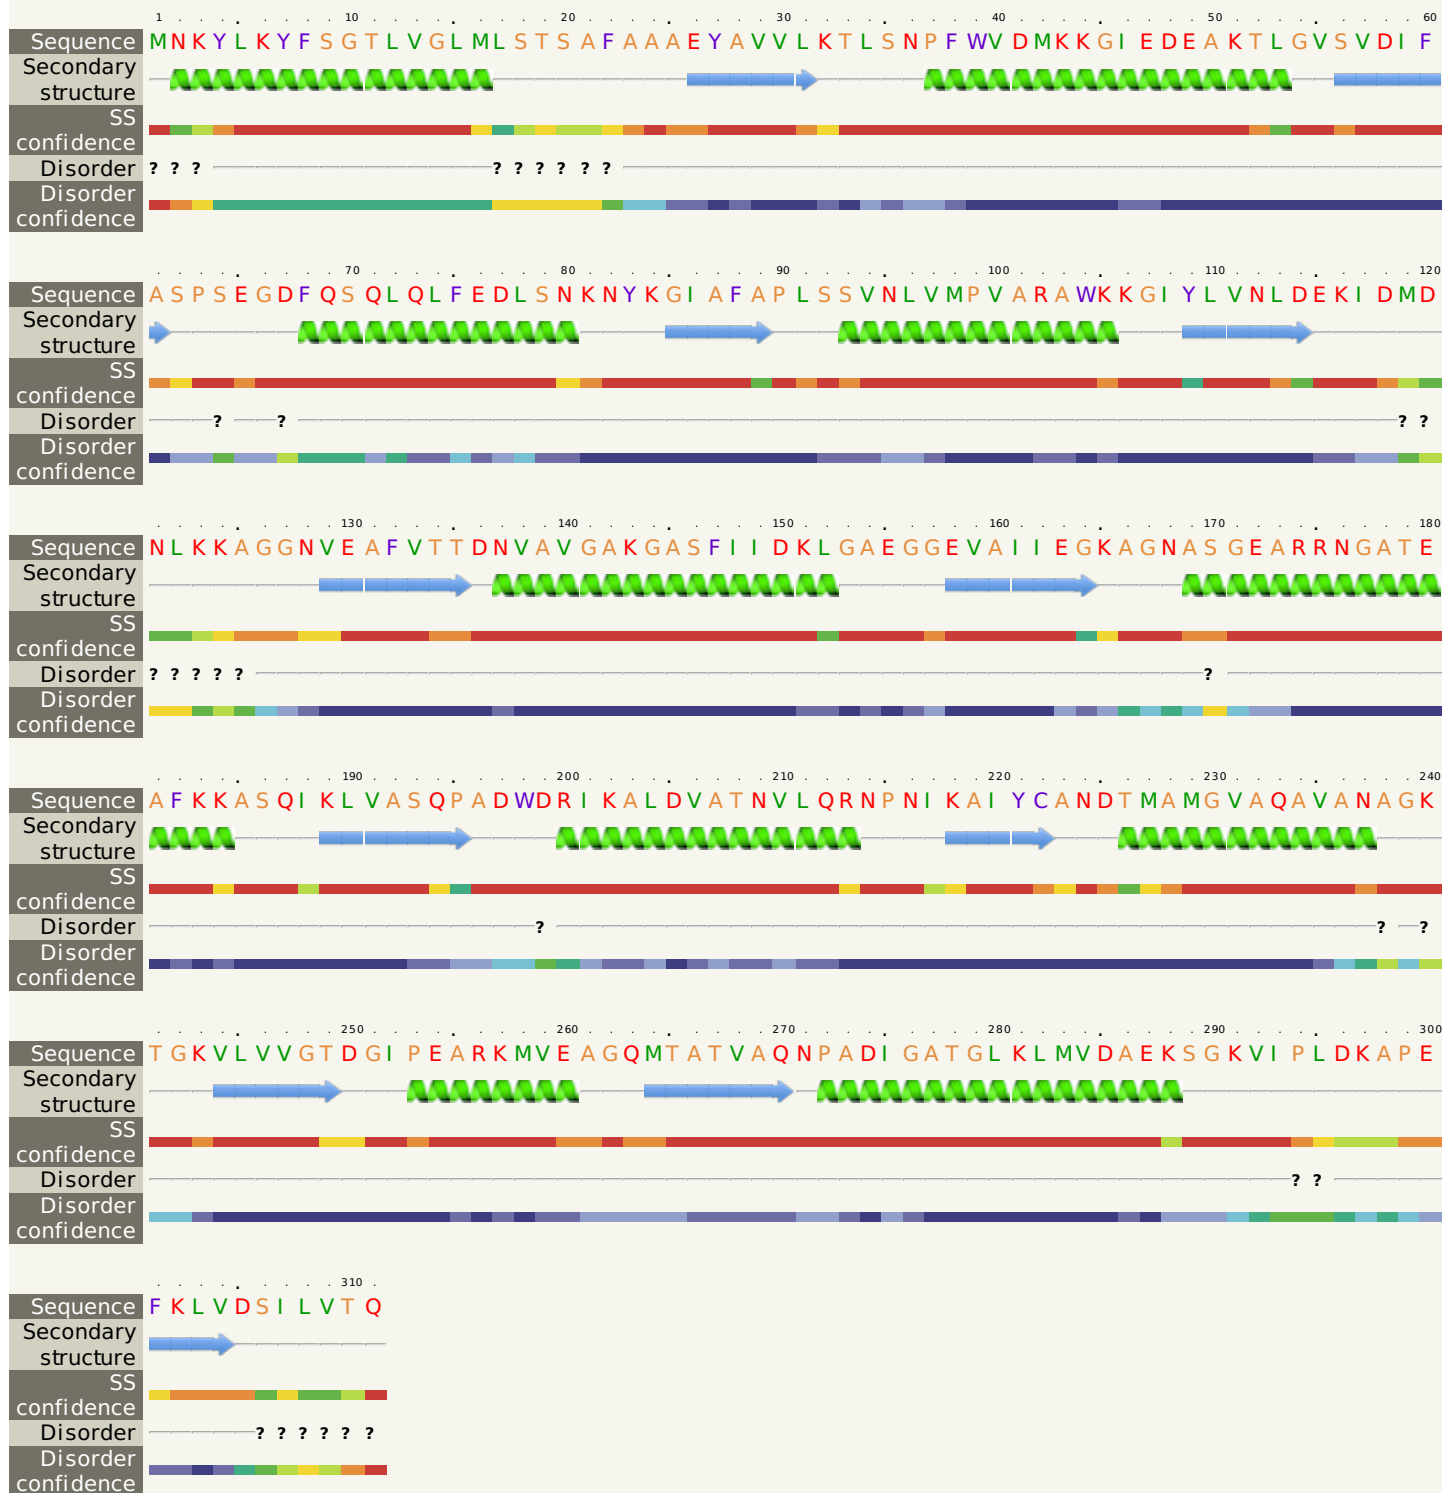 1 10 20 30 40 50 60
Sequence MNKYLKYFSGTLVGLMLSTSAFAAAEYAVVLKTLSNPFWVDMKKGIEDEAKTLGVSVDIF
Secondary
structure
SS
confidence
Disorder ? ? ? ? ? ? ? ? ?
Disorder
confidence
70 80 90 100 110 120
Sequence ASPSEGDFQSQLQLFEDLSNKNYKGIAFAPLSSVNLVMPVARAWKKGIYLVNLDEKIDMD
Secondary
structure
SS
confidence
Disorder ? ? ? ?
Disorder
confidence
130 140 150 160 170 180
Sequence NLKKAGGNVEAFVTTDNVAVGAKGASFIIDKLGAEGGEVAIIEGKAGNASGEARRNGATE
Secondary
structure
SS
confidence
Disorder ? ? ? ? ? ?
Disorder
confidence
190 200 210 220 230 240
Sequence AFKKASQIKLVASQPADWDRIKALDVATNVLQRNPNIKAIYCANDTMAMGVAQAVANAGK
Secondary
structure
SS
confidence
Disorder ? ? ?
Disorder
confidence
250 260 270 280 290 300
Sequence TGKVLVVGTDGIPEARKMVEAGQMTATVAQNPADIGATGLKLMVDAEKSGKVIPLDKAPE
Secondary
structure
SS
confidence
Disorder ? ?
Disorder
confidence
310
Sequence FKLVDSILVTQ
Secondary
structure
SS
confidence
Disorder ? ? ? ? ? ?
Disorder
confidence